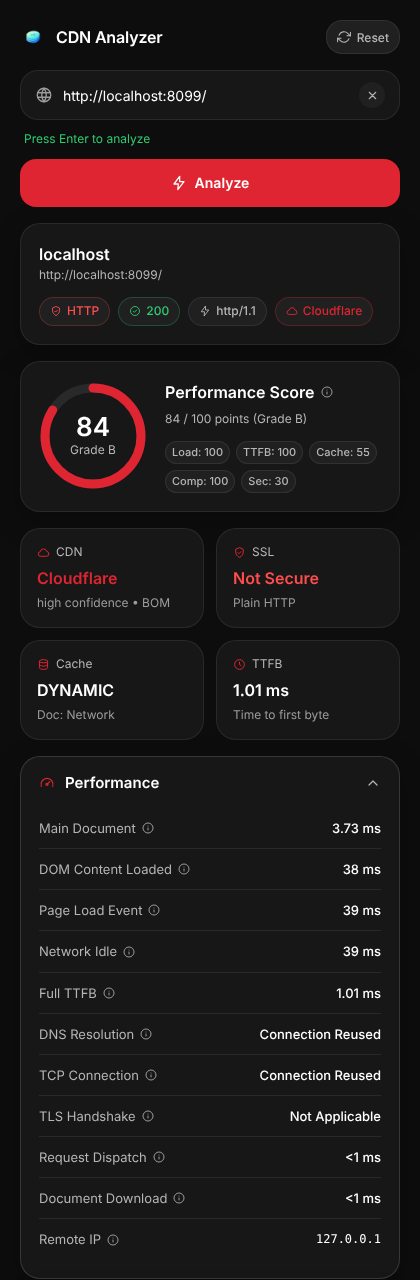 CDN Analyzer
Reset
http://localhost:8099/
Press Enter to analyze
Analyze
localhost
http://localhost:8099/
HTTP 200 http/1.1 Cloudflare
84
Grade B
Performance Score
84 / 100 points (Grade B)
Load: 100 TTFB: 100 Cache: 55
Comp: 100 Sec: 30
CDN
Cloudflare
high confidence • BOM
SSL
Not Secure
Plain HTTP
Cache
DYNAMIC
Doc: Network
TTFB
1.01 ms
Time to first byte
Performance
Main Document 3.73 ms
DOM Content Loaded 38 ms
Page Load Event 39 ms
Network Idle 39 ms
Full TTFB 1.01 ms
DNS Resolution Connection Reused
TCP Connection Connection Reused
TLS Handshake Not Applicable
Request Dispatch <1 ms
Document Download <1 ms
Remote IP 127.0.0.1